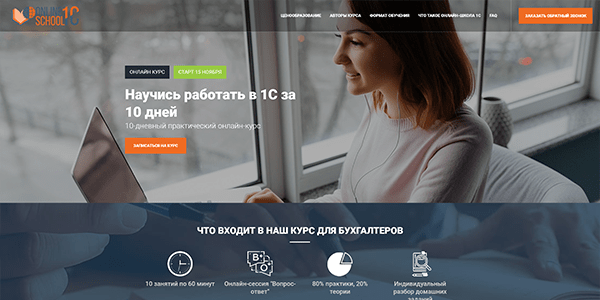 ONLINE
SCHOOL 1C
ЦЕНООБРАЗОВАНИЕ
АВТОРЫ КУРСА
ФОРМАТ ОБУЧЕНИЯ
ЧТО ТАКОЕ ОНЛАЙН-ШКОЛА 1С
FAQ
ЗАКАЗАТЬ ОБРАТНЫЙ ЗВОНОК
ОНЛАЙН КУРС
СТАРТ 15 НОЯБРЯ
Научись работать в 1С за
10 дней
10-дневный практический онлайн-курс
ЗАПИСАТЬСЯ НА КУРС
ЧТО ВХОДИТ В НАШ КУРС ДЛЯ БУХГАЛТЕРОВ
10 занятий по 60 минут
Онлайн-сессия "Вопрос-
ответ"
80% практики, 20%
теории
Индивидуальный
разбор домашних
заданий